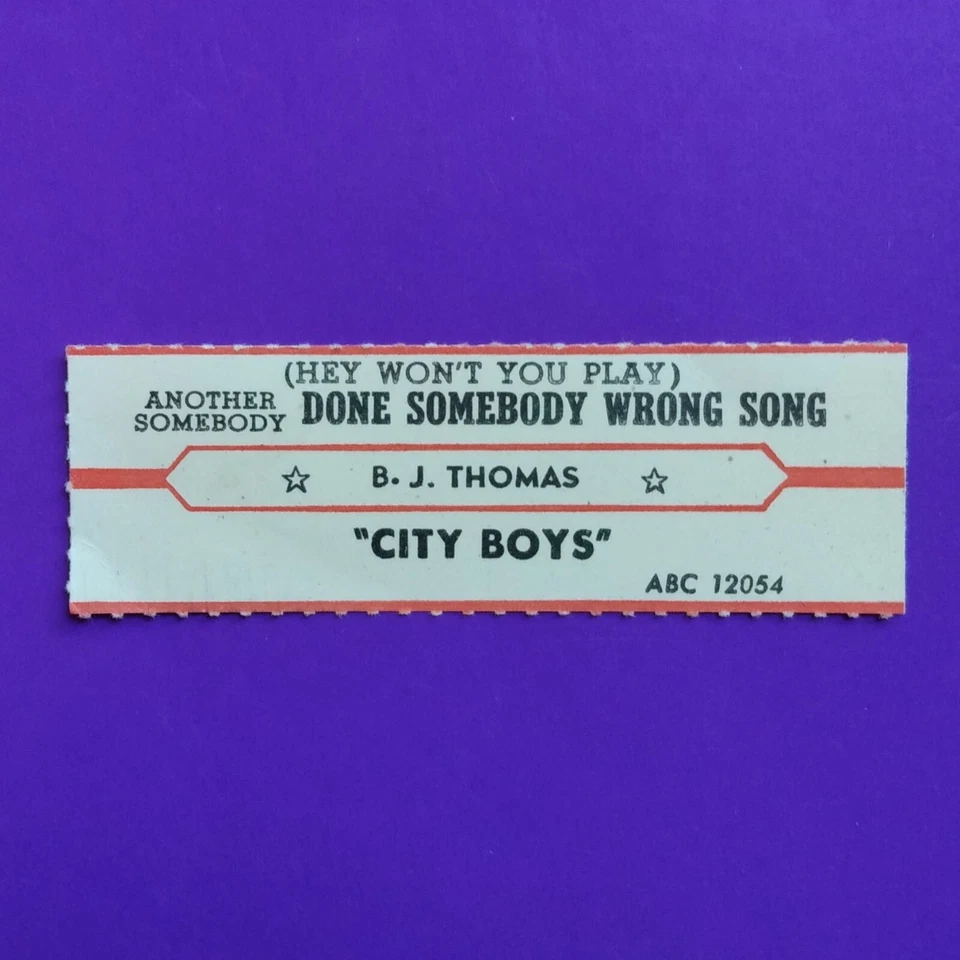 (HEY WON'T YOU PLAY)
ANOTHER SOMEBODY DONE SOMEBODY WRONG SONG
B. J. THOMAS
"CITY BOYS"
ABC 12054